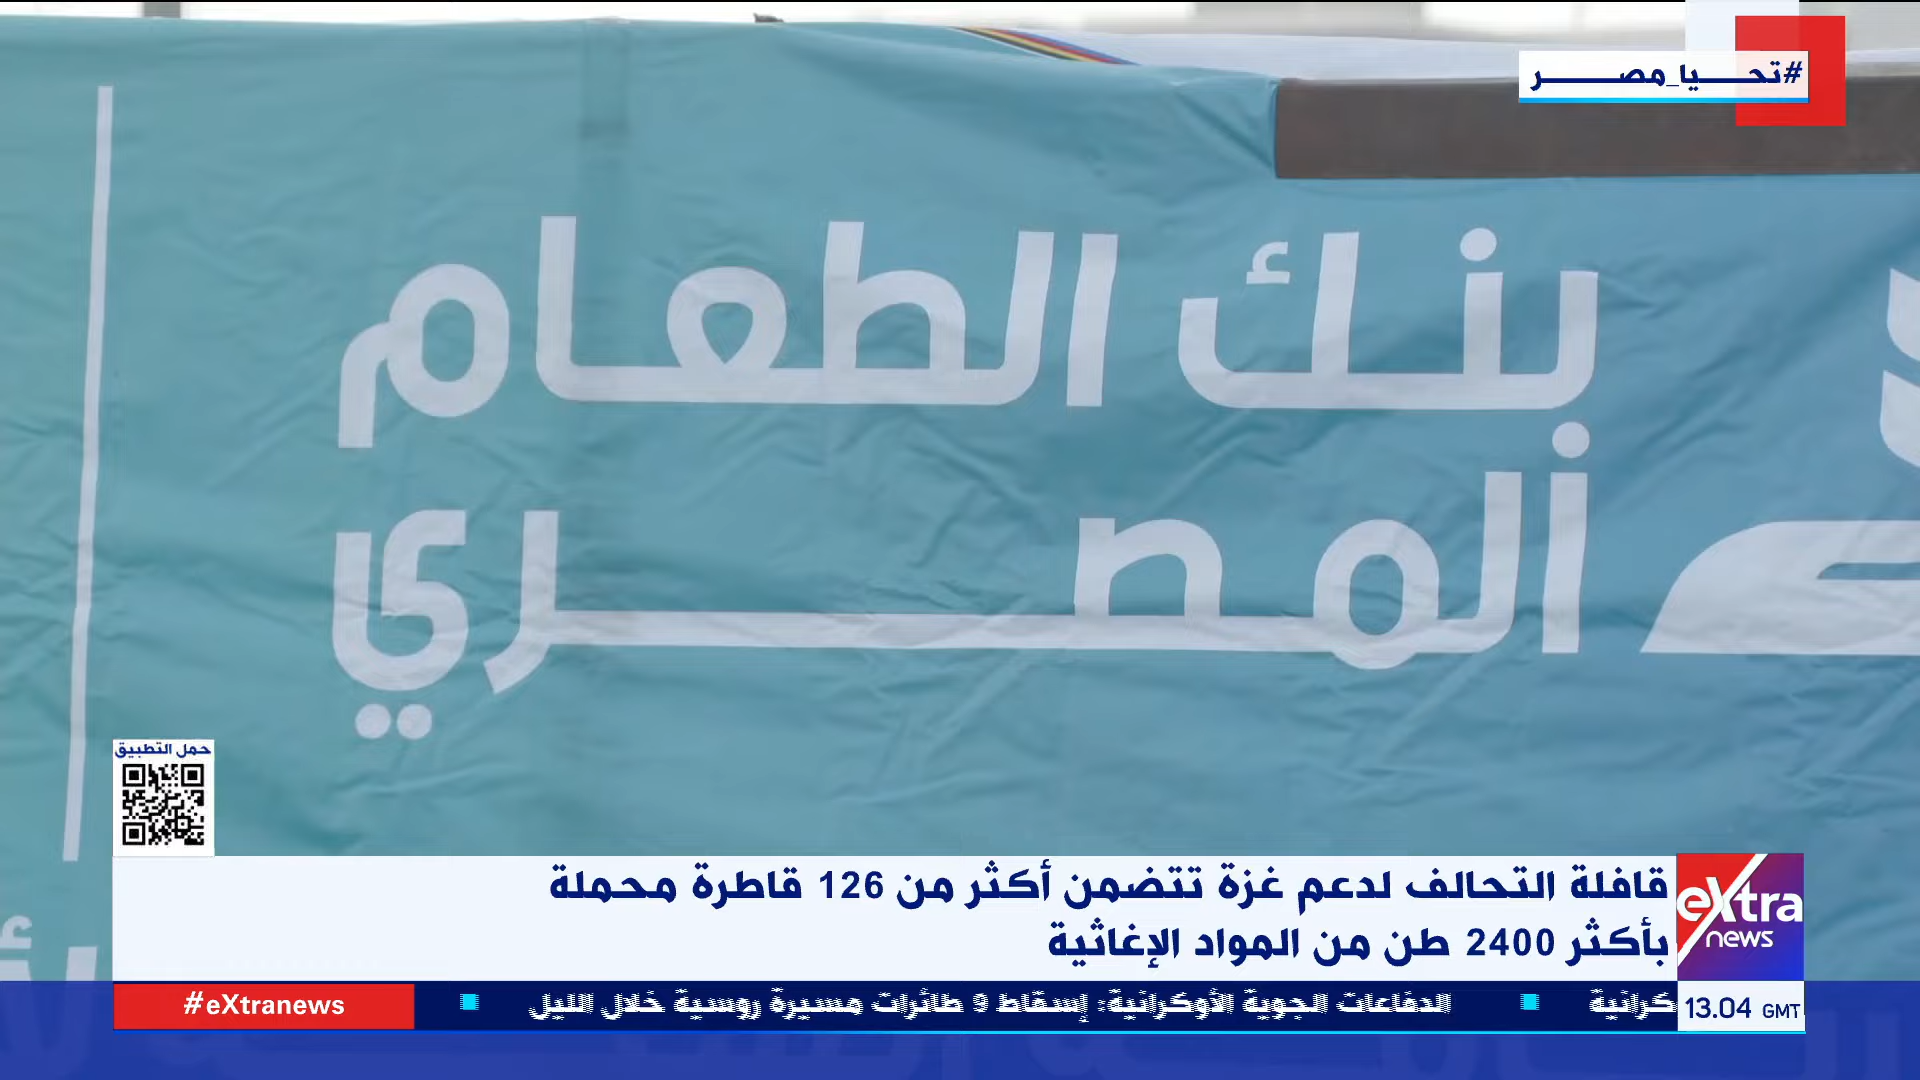 #تحـــيا_مصـــــر
بنك الطعام
المصري
حمل التطبيق
قافلة التحالف لدعم غزة تتضمن أكثر من 126 قاطرة محملة
بأكثر 2400 طن من المواد الإغاثية
eXtra
news
كرانية
الدفاعات الجوية الأوكرانية: إسقاط 9 طائرات مسيرة روسية خلال الليل
#eXtranews
13.04 GMT